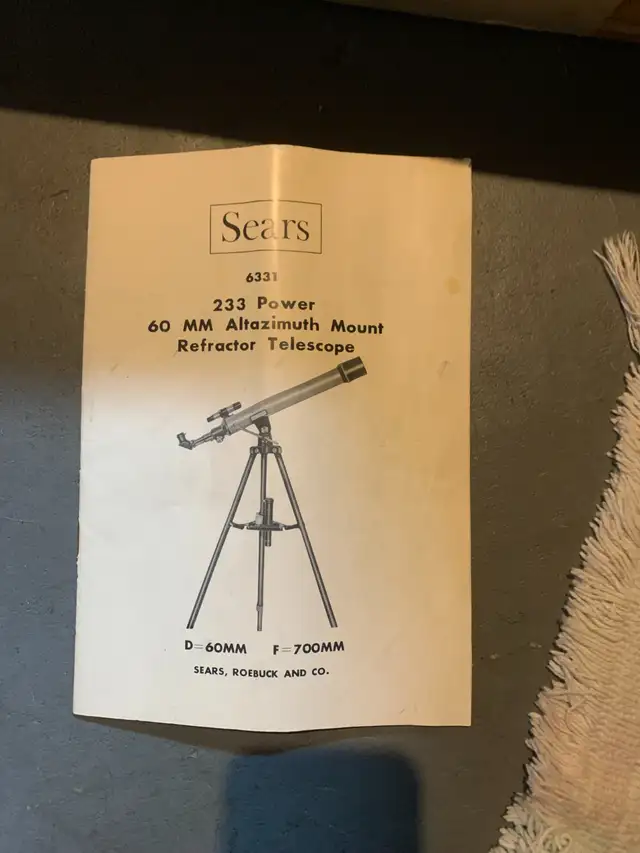 Sears
6331
233 Power
60 MM Altazimuth Mount
Refractor Telescope
D=60MM F=700MM
SEARS, ROEBUCK AND CO.